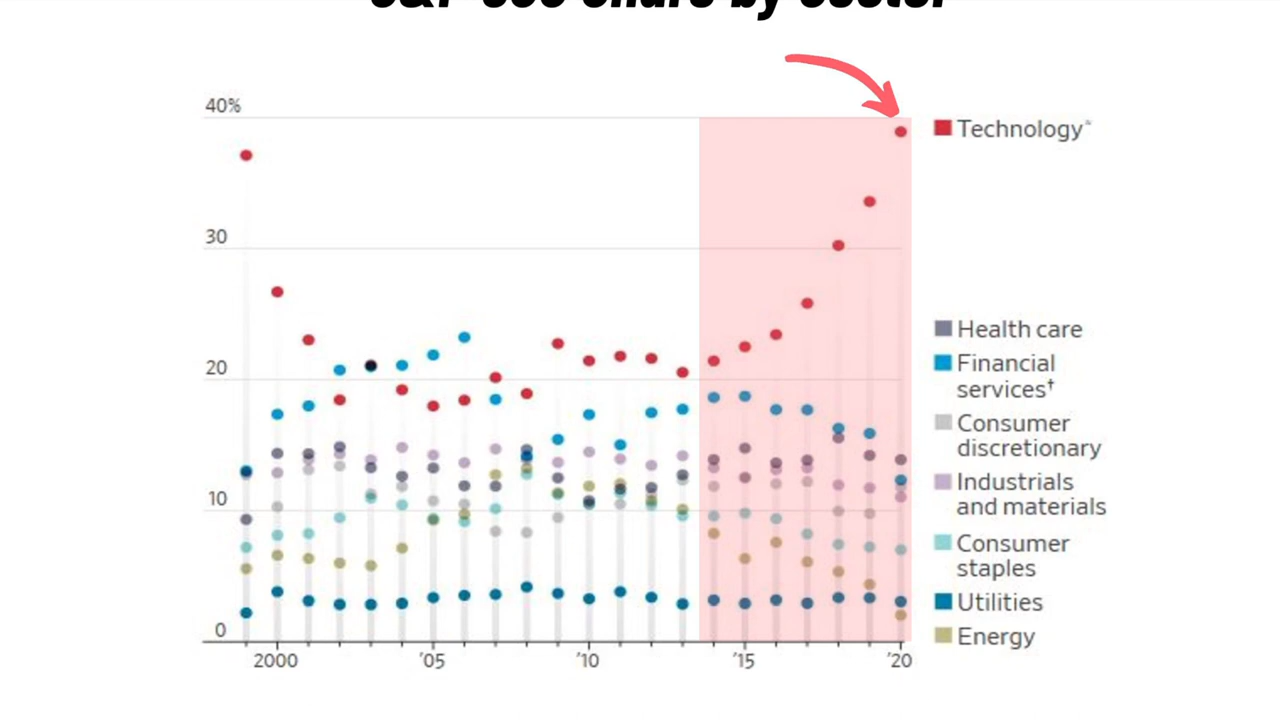 40%
30
20
10
0
2000 '05 '10 '15 '20
Technology*
Health care
Financial
services†
Consumer
discretionary
Industrials
and materials
Consumer
staples
Utilities
Energy